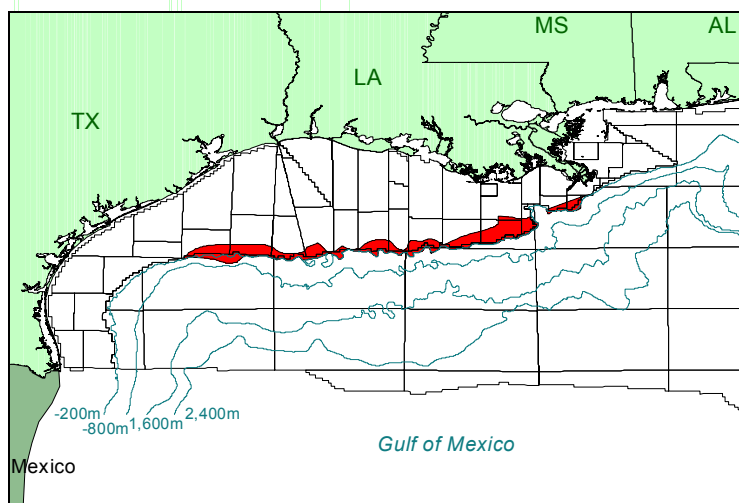 MS
AL
LA
TX
-200m
-800m
1,600m
2,400m
Gulf of Mexico
Mexico